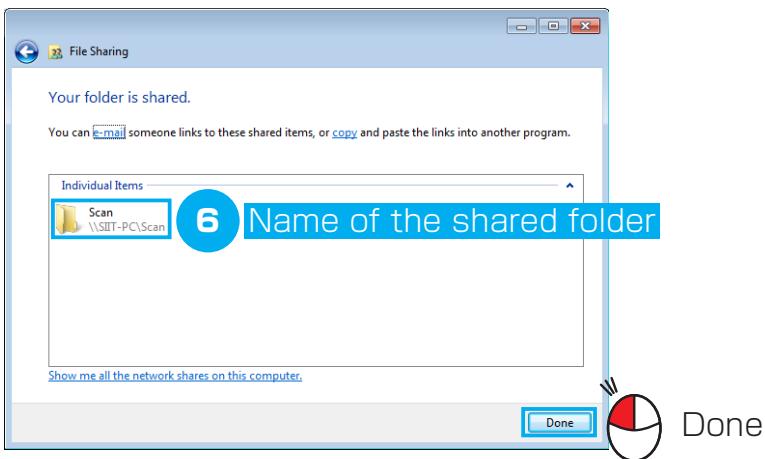 File Sharing
Your folder is shared.
You can e-mail someone links to these shared items, or copy and paste the links into another program.
Individual Items
Scan
\\SIIT-PC\Scan
6 Name of the shared folder
Show me all the network shares on this computer.
Done
Done